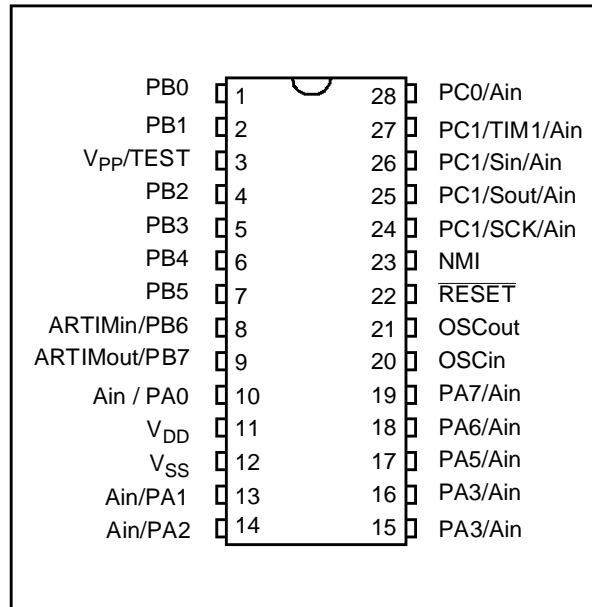 PB0 1 28 PC0/Ain
PB1 2 27 PC1/TIM1/Ain
VPP/TEST 3 26 PC1/Sin/Ain
PB2 4 25 PC1/Sout/Ain
PB3 5 24 PC1/SCK/Ain
PB4 6 23 NMI
PB5 7 22 RESET
ARTIMin/PB6 8 21 OSCout
ARTIMout/PB7 9 20 OSCin
Ain / PA0 10 19 PA7/Ain
VDD 11 18 PA6/Ain
VSS 12 17 PA5/Ain
Ain/PA1 13 16 PA3/Ain
Ain/PA2 14 15 PA3/Ain